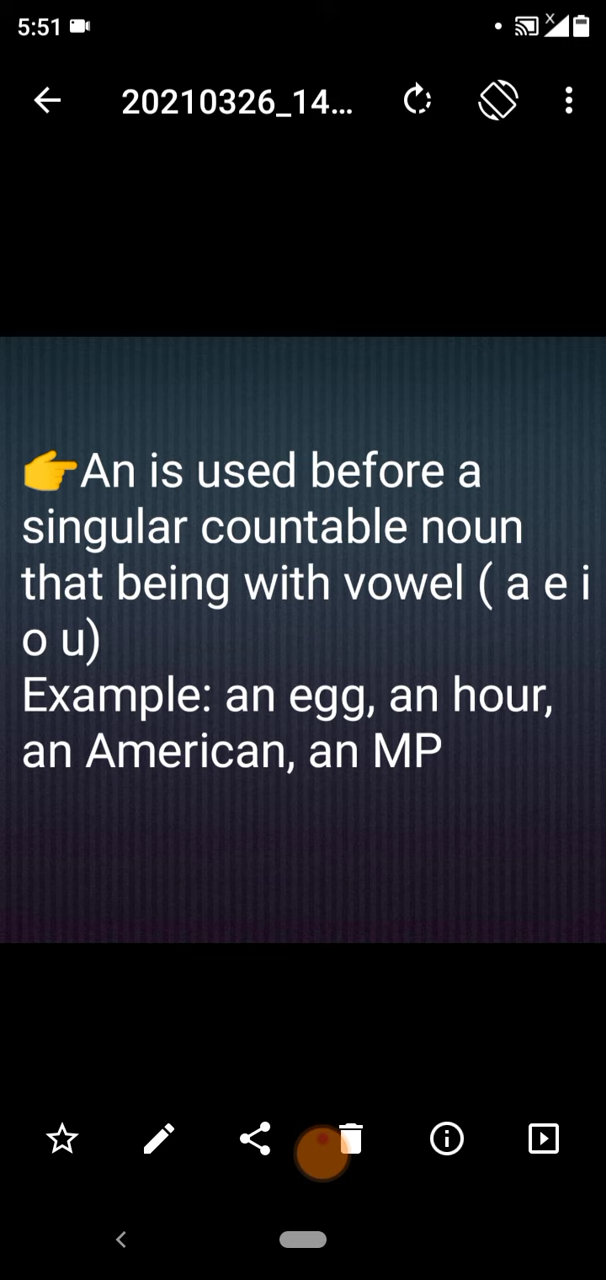 5:51
20210326_14...
👉An is used before a
singular countable noun
that being with vowel ( a e i
o u)
Example: an egg, an hour,
an American, an MP